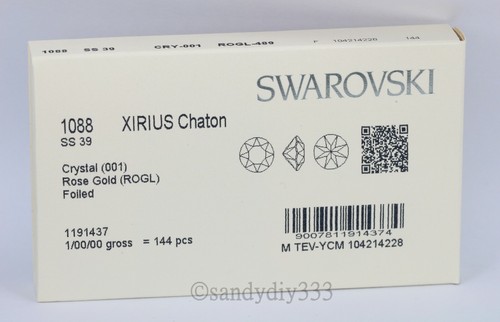 1088 SS 39 CRY-001 ROGL-489 F 104214228 144
SWAROVSKI
1088 XIRIUS Chaton
SS 39
Crystal (001)
Rose Gold (ROGL)
Foiled
1191437
1/00/00 gross = 144 pcs
9007811914374
M TEV-YCM 104214228
©sandydiy333